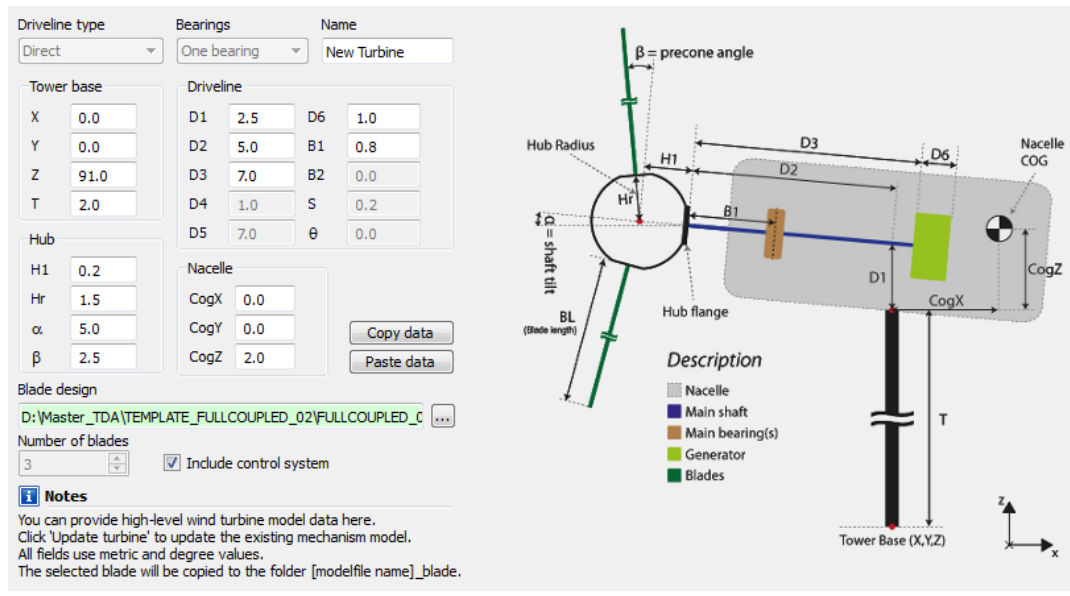 Driveline type Bearings Name
Direct One bearing New Turbine
Tower base Driveline
X 0.0 D1 2.5 D6 1.0
Y 0.0 D2 5.0 B1 0.8
Z 91.0 D3 7.0 B2 0.0
T 2.0 D4 1.0 S 0.2
D5 7.0 θ 0.0
Hub Nacelle
H1 0.2
Hr 1.5 CogX 0.0
α 5.0 CogY 0.0 Copy data
β 2.5 CogZ 2.0 Paste data
Blade design
D:\Master_TDA\TEMPLATE_FULLCOUPLED_02\FULLCOUPLED_0 ...
Number of blades
3 Include control system
i Notes
You can provide high-level wind turbine model data here.
Click 'Update turbine' to update the existing mechanism model.
All fields use metric and degree values.
The selected blade will be copied to the folder [modelfile name]_blade.
β = precone angle
Hub Radius
H1
D3
D6
D2
Nacelle
COG
Hr
B1
α = shaft tilt
D1
CogZ
CogX
BL
(Blade length)
Hub flange
Description
Nacelle
Main shaft
Main bearing(s)
Generator
Blades
T
Tower Base (X,Y,Z)
z
x